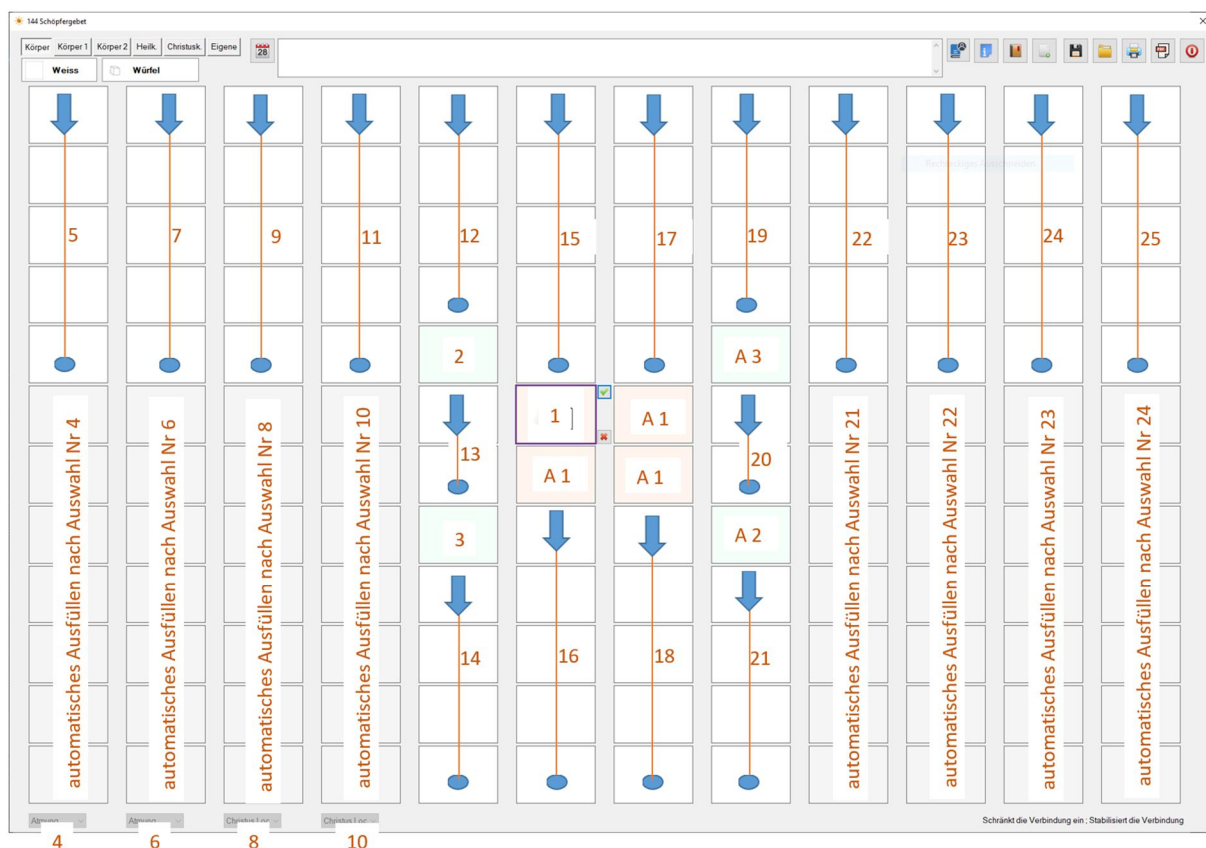 144 Schöpfergebet
Körper Körper 1 Körper 2 Heilk. Christusk. Eigene
28
Weiss Würfel
5 7 9 11 12 15 17 19 22 23 24 25
2 A 3
1 A 1
13 20
A 1 A 1
3 A 2
14 16 18 21
automatisches Ausfüllen nach Auswahl Nr 4
automatisches Ausfüllen nach Auswahl Nr 6
automatisches Ausfüllen nach Auswahl Nr 8
automatisches Ausfüllen nach Auswahl Nr 10
automatisches Ausfüllen nach Auswahl Nr 21
automatisches Ausfüllen nach Auswahl Nr 22
automatisches Ausfüllen nach Auswahl Nr 23
automatisches Ausfüllen nach Auswahl Nr 24
Atmung Atmung Christus Loc Christus Loc
Schränkt die Verbindung ein ; Stabilisiert die Verbindung
4 6 8 10